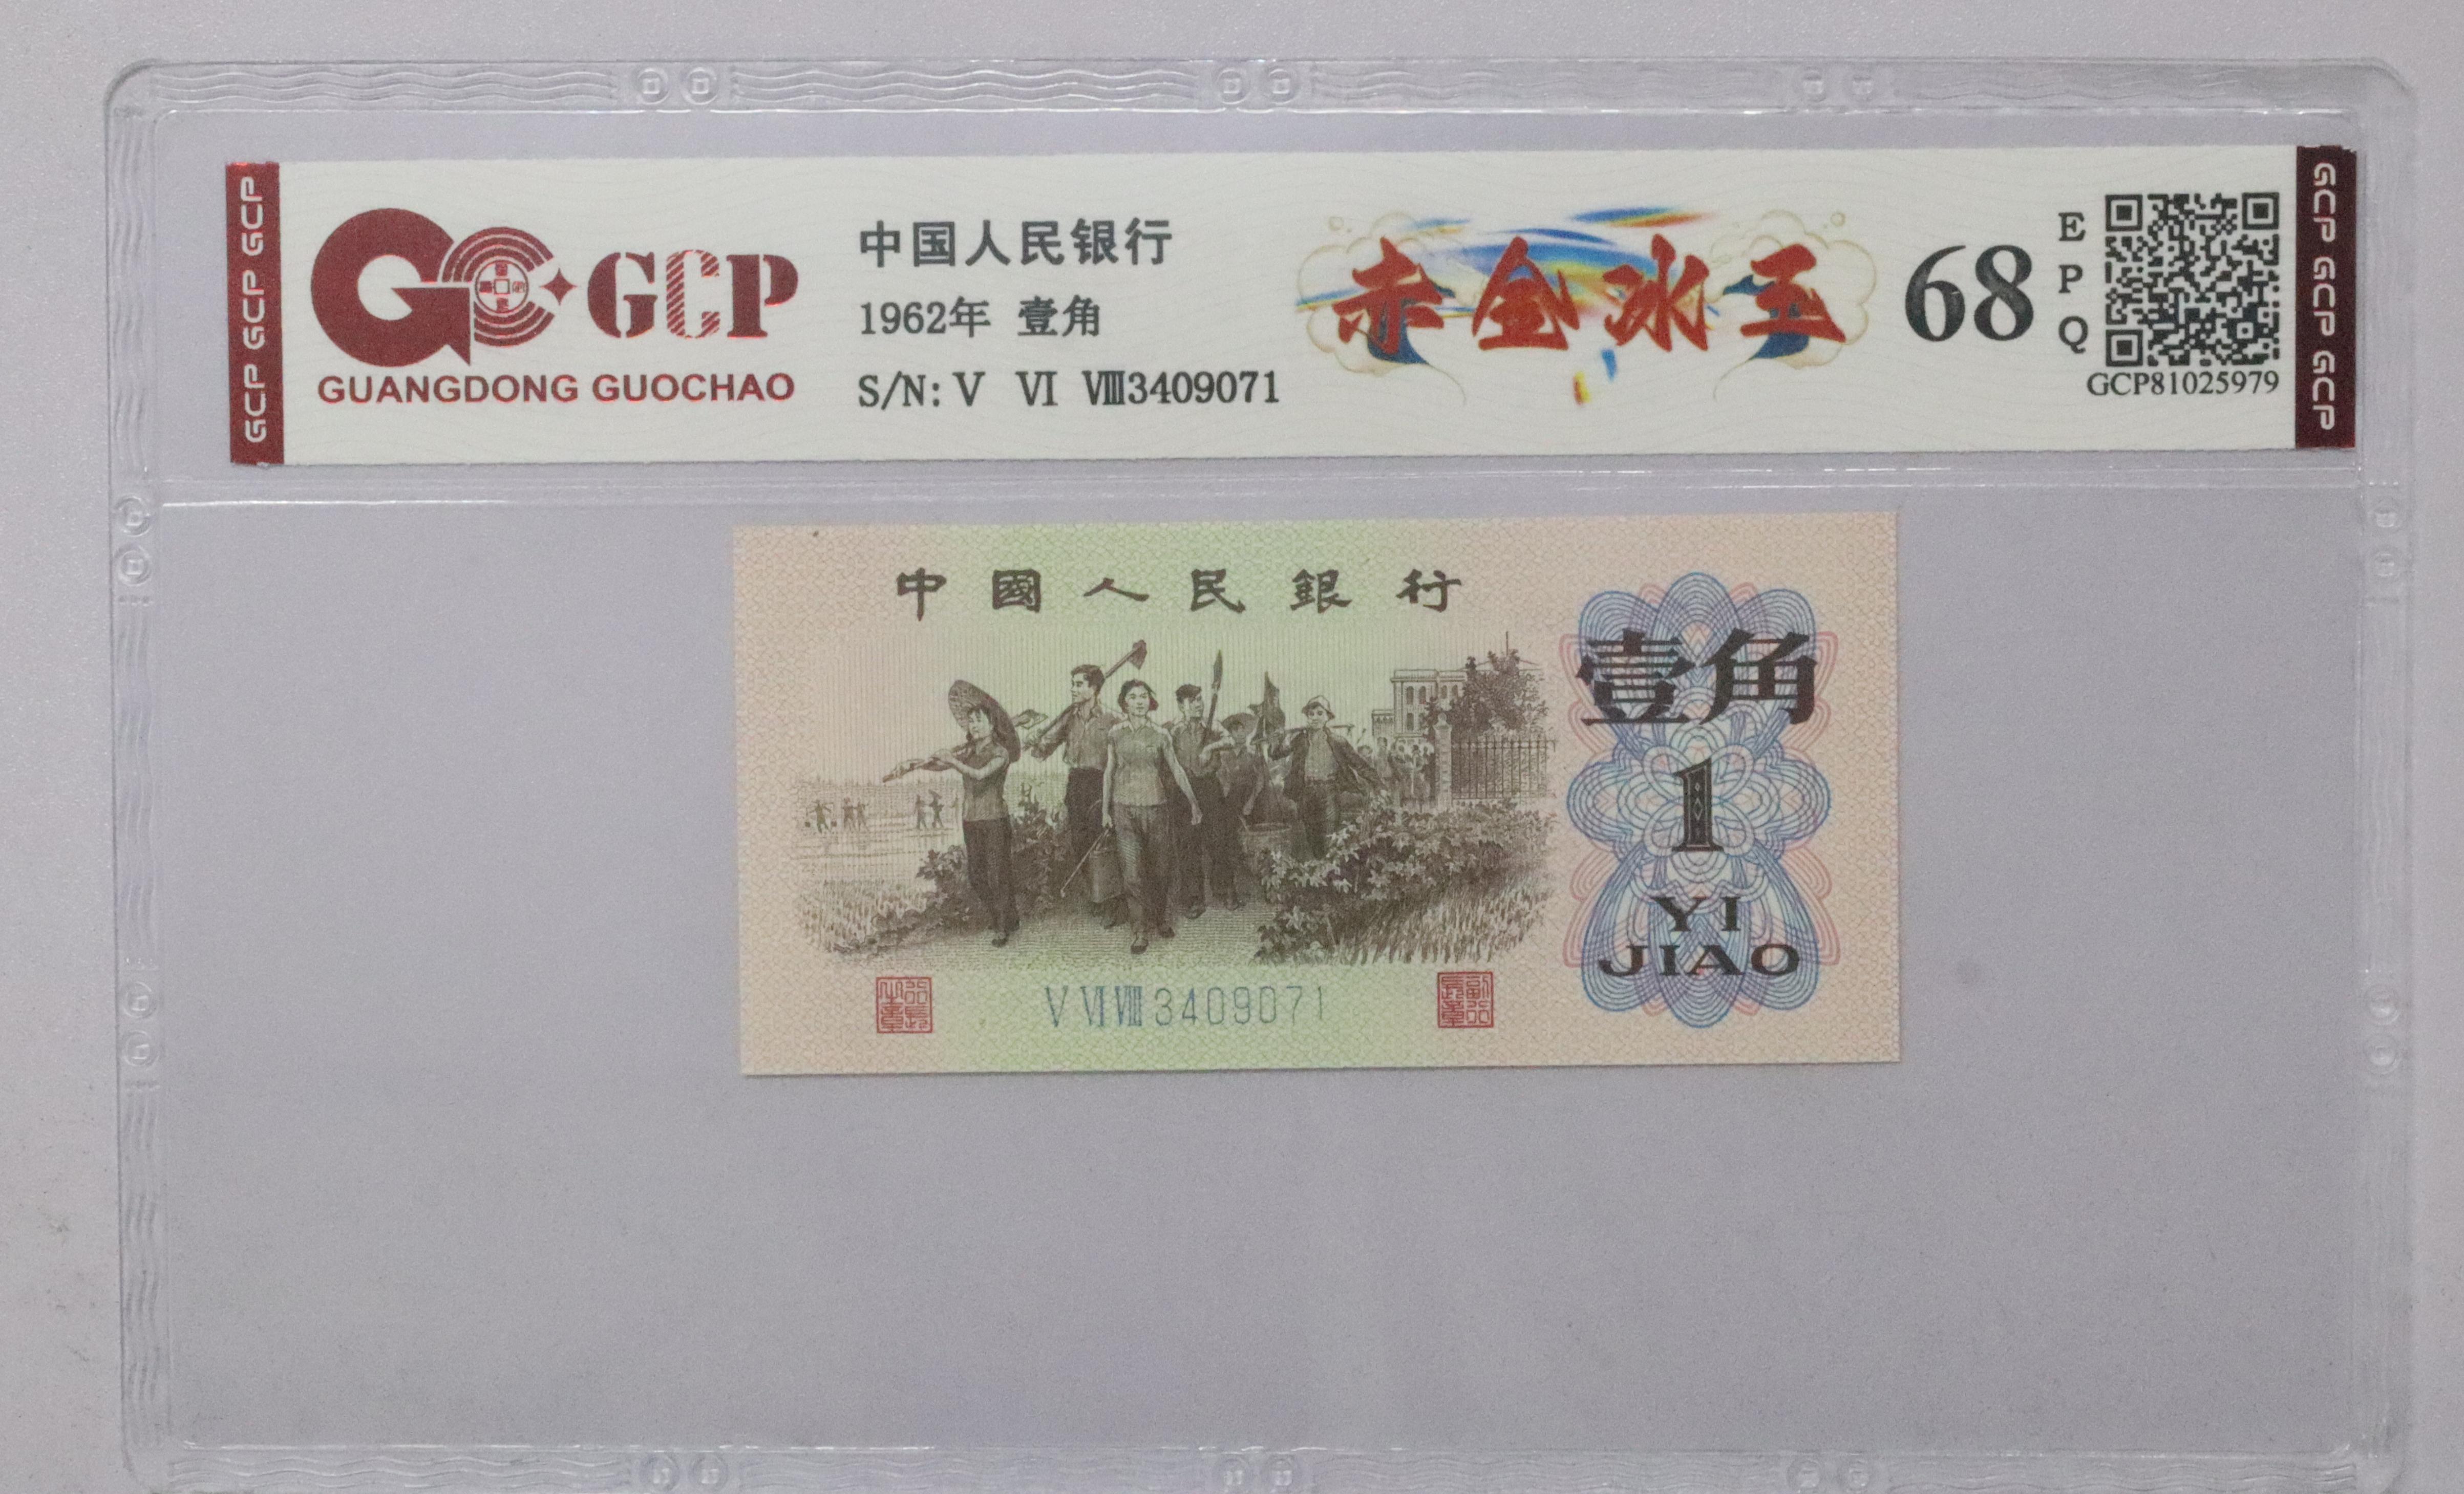 GCP GCP GCP
GCP
GUANGDONG GUOCHAO
中国人民银行
1962年 壹角
S/N: Ⅴ Ⅵ Ⅷ3409071
赤金冰玉
68
EPQ
GCP81025979
GCP GCP GCP
中國人民銀行
壹角
1
YI
JIAO
Ⅴ Ⅵ Ⅷ 3409071